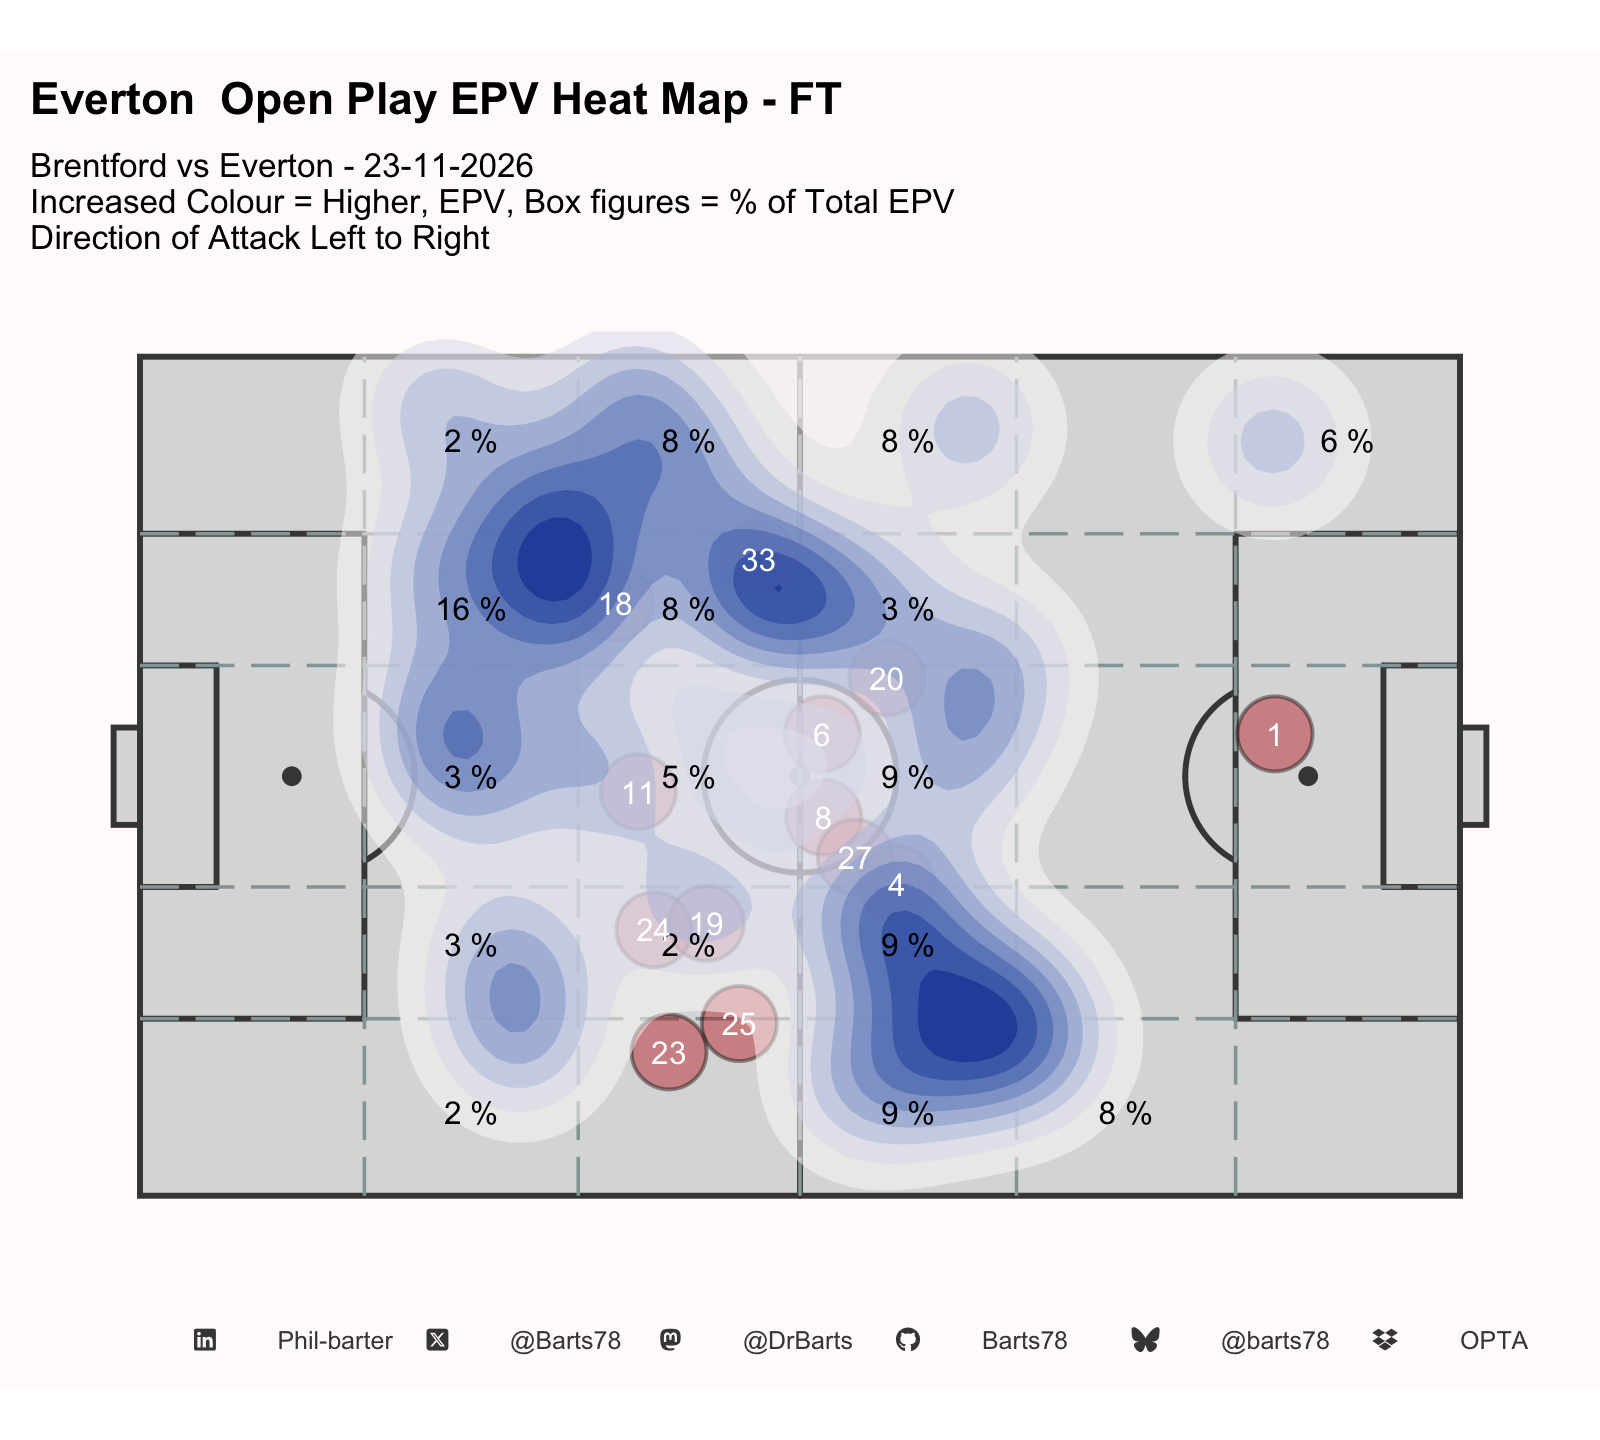 Everton  Open Play EPV Heat Map - FT
Brentford vs Everton - 23-11-2026
Increased Colour = Higher, EPV, Box figures = % of Total EPV
Direction of Attack Left to Right
2 % 8 % 8 % 6 %
33
18
16 % 8 % 3 %
20
6 1
3 % 5 % 9 %
11
8
27
4
24 19
3 % 2 % 9 %
25
23
2 % 9 % 8 %
Phil-barter @Barts78 @DrBarts Barts78 @barts78 OPTA